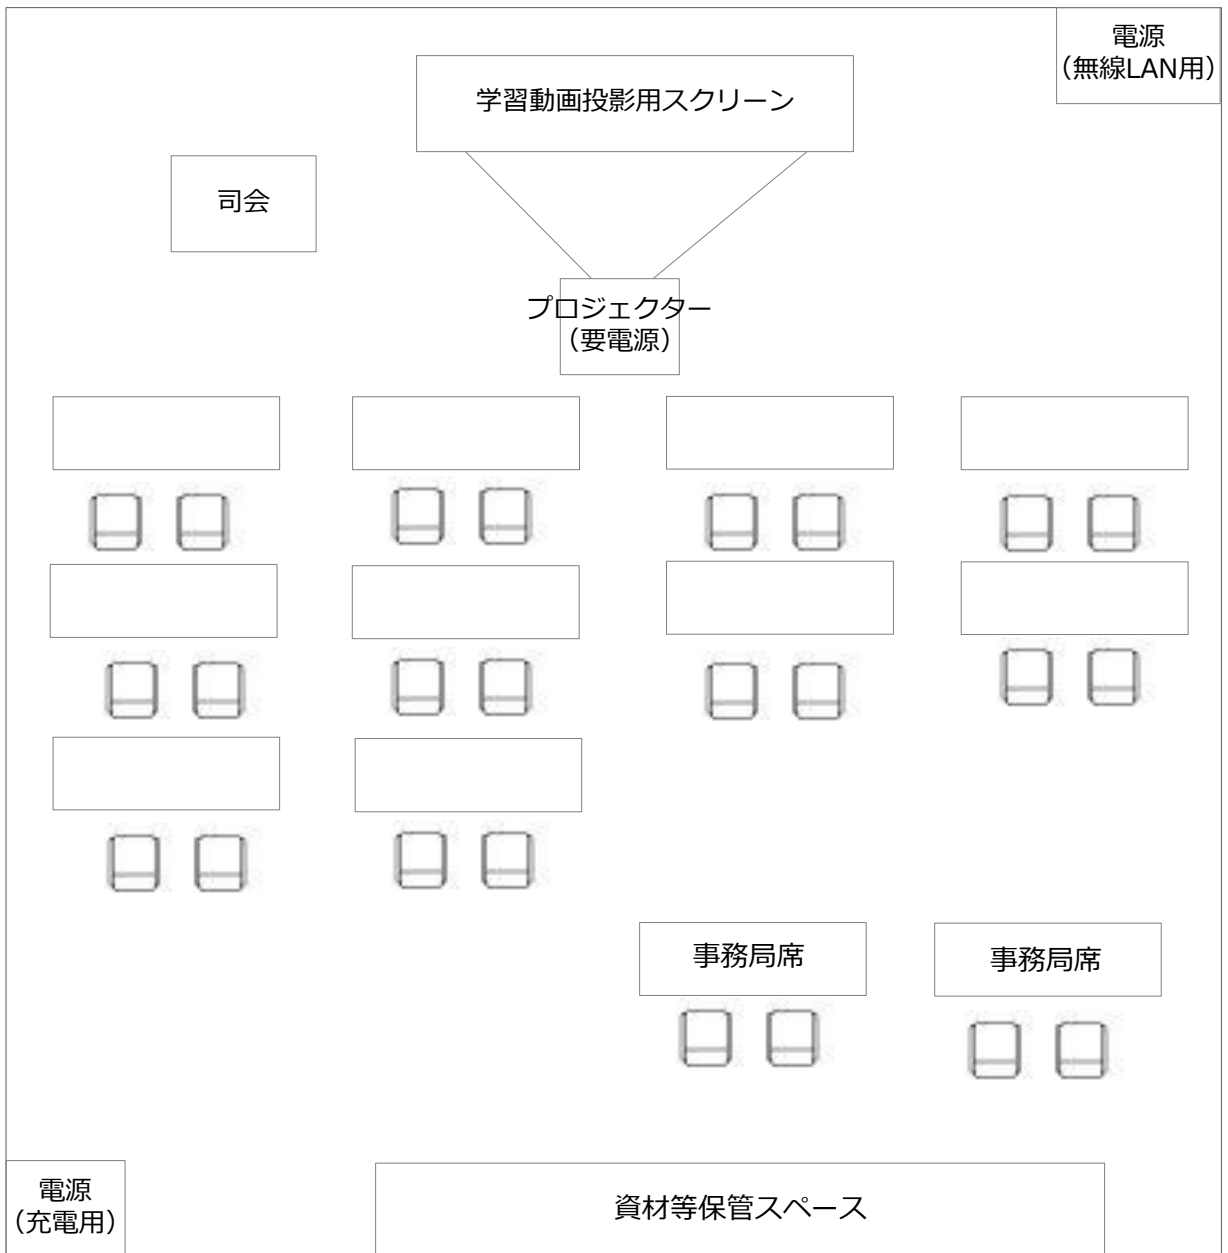 電源
（無線LAN用）
学習動画投影用スクリーン
司会
プロジェクター
（要電源）
事務局席
事務局席
電源
（充電用）
資材等保管スペース